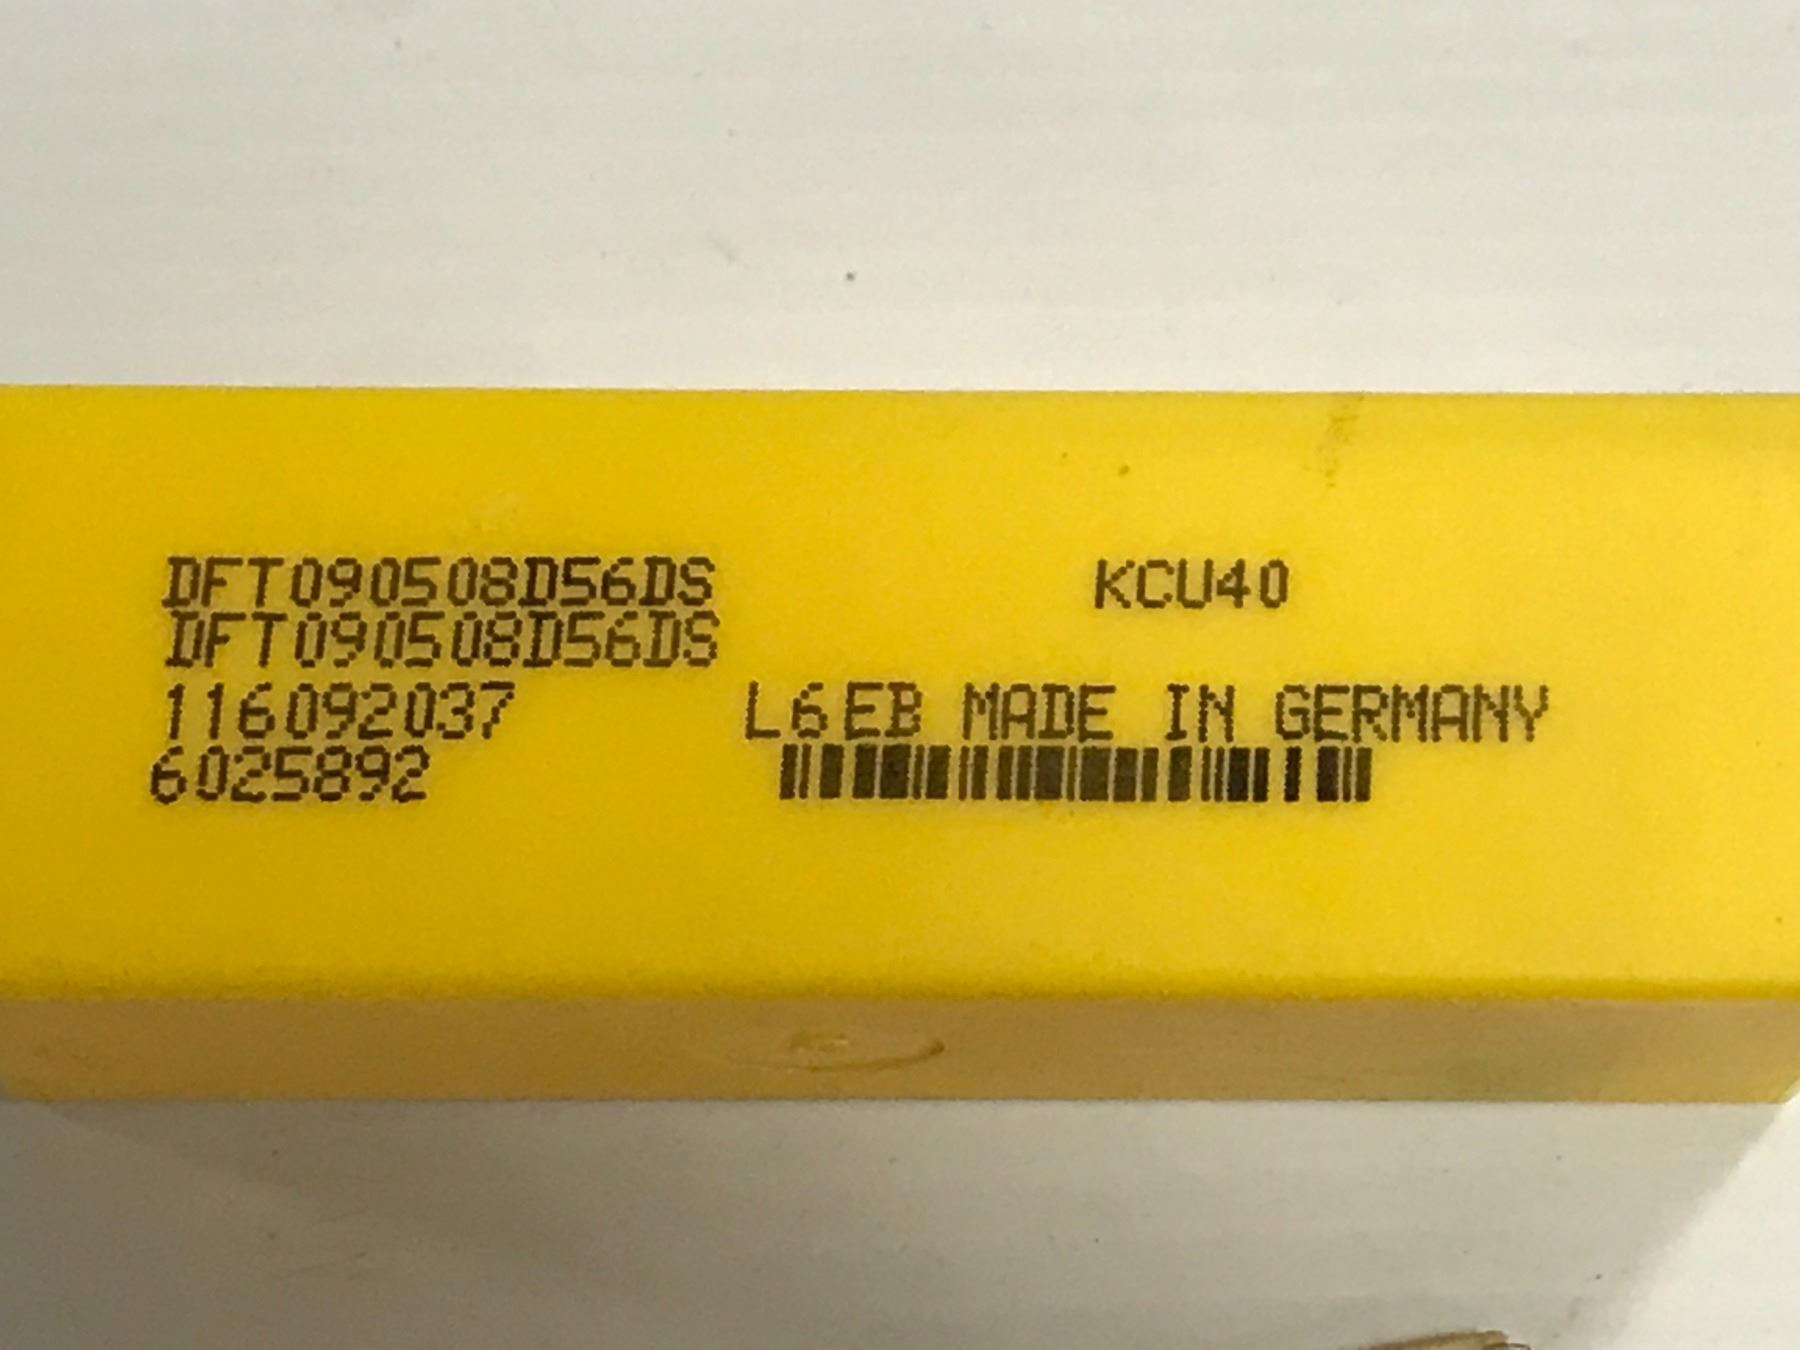 DFT090508D56DS KCU40
DFT090508D56DS
116092037 L6EB MADE IN GERMANY
6025892